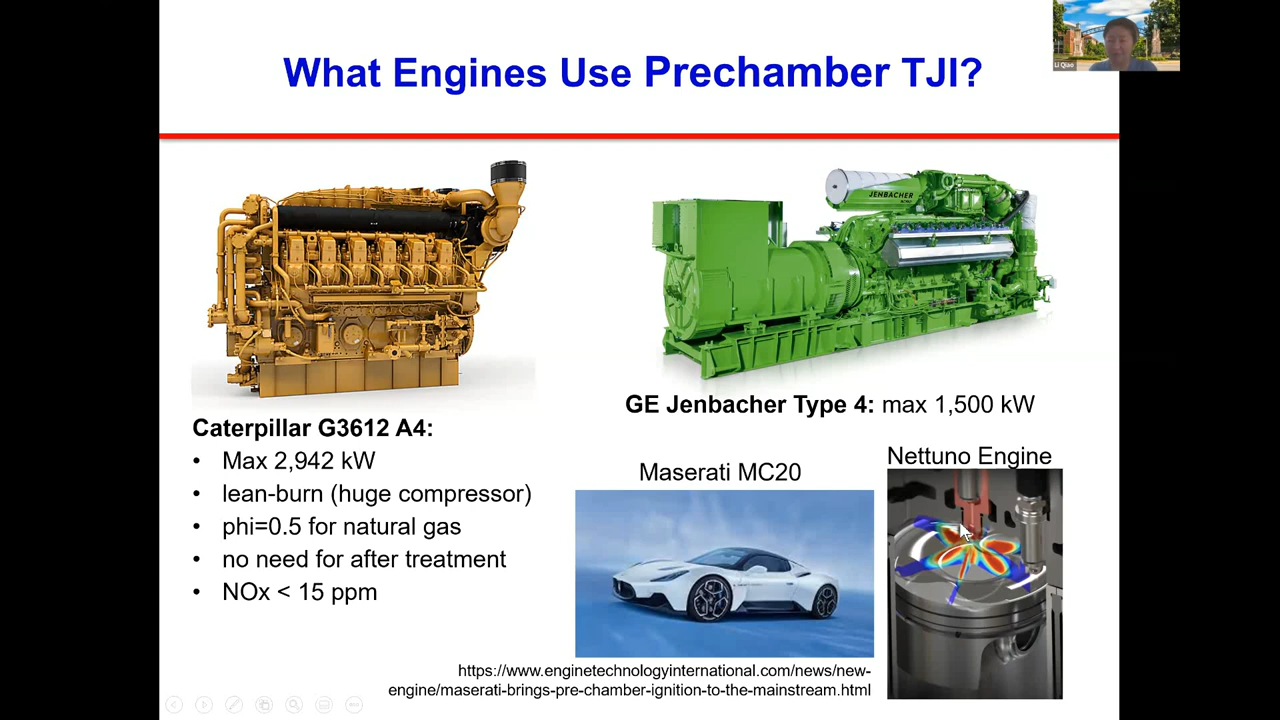 What Engines Use Prechamber TJI?
Li Qiao
JENBACHER
Caterpillar G3612 A4:
• Max 2,942 kW
• lean-burn (huge compressor)
• phi=0.5 for natural gas
• no need for after treatment
• NOx < 15 ppm
GE Jenbacher Type 4: max 1,500 kW
Maserati MC20
Nettuno Engine
https://www.enginetechnologyinternational.com/news/new-
engine/maserati-brings-pre-chamber-ignition-to-the-mainstream.html